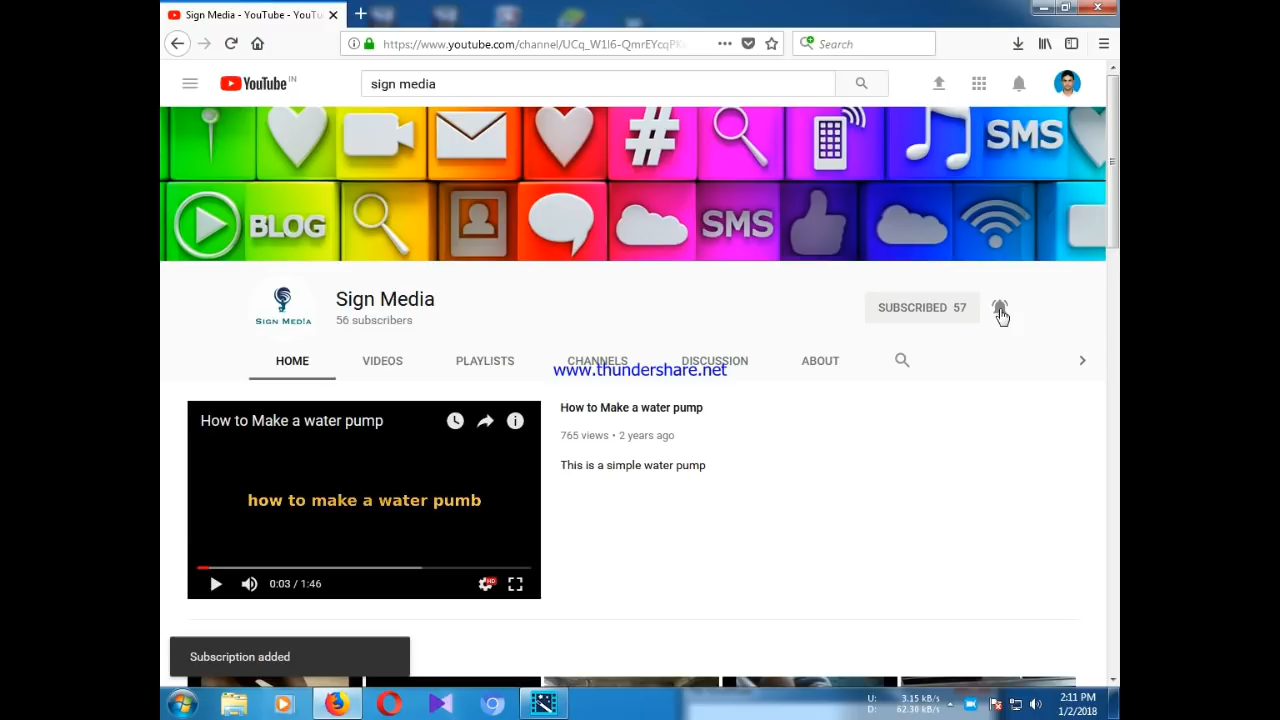 Sign Media - YouTube - YouTu
https://www.youtube.com/channel/UCq_W1I6-QmrEYcqPK
Search
YouTube IN
sign media
SMS
BLOG
SMS
SIGN MEDIA
Sign Media
56 subscribers
SUBSCRIBED 57
HOME VIDEOS PLAYLISTS CHANNELS DISCUSSION ABOUT
www.thundershare.net
How to Make a water pump
how to make a water pumb
0:03 / 1:46
HD
How to Make a water pump
765 views • 2 years ago
This is a simple water pump
Subscription added
U: 3.15 kB/s
D: 62.30 kB/s
2:11 PM
1/2/2018